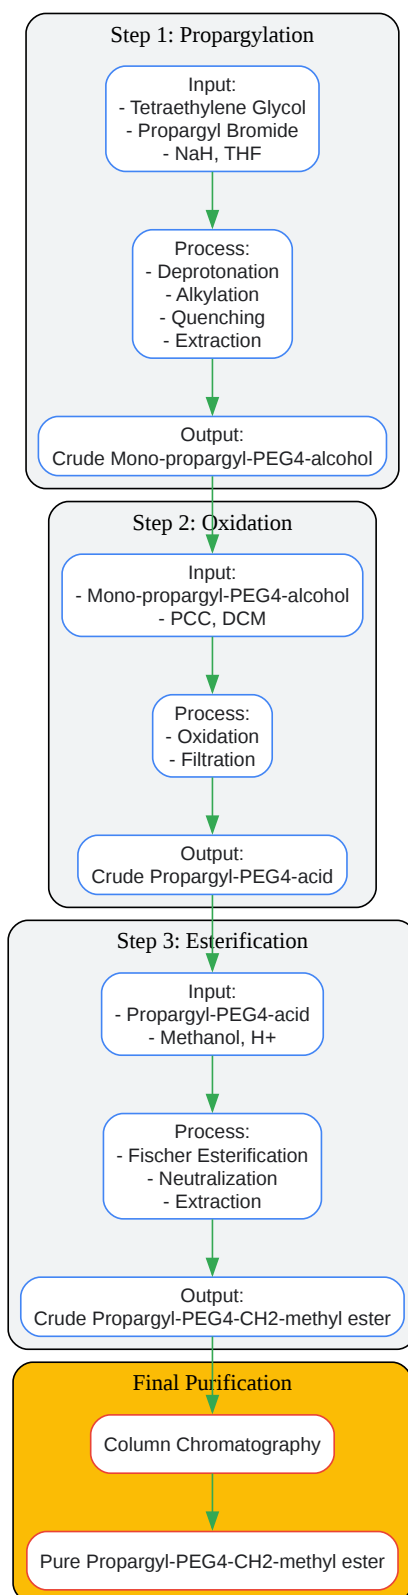 Step 1: Propargylation
Input:
- Tetraethylene Glycol
- Propargyl Bromide
- NaH, THF
Process:
- Deprotonation
- Alkylation
- Quenching
- Extraction
Output:
Crude Mono-propargyl-PEG4-alcohol
Step 2: Oxidation
Input:
- Mono-propargyl-PEG4-alcohol
- PCC, DCM
Process:
- Oxidation
- Filtration
Output:
Crude Propargyl-PEG4-acid
Step 3: Esterification
Input:
- Propargyl-PEG4-acid
- Methanol, H+
Process:
- Fischer Esterification
- Neutralization
- Extraction
Output:
Crude Propargyl-PEG4-CH2-methyl ester
Final Purification
Column Chromatography
Pure Propargyl-PEG4-CH2-methyl ester